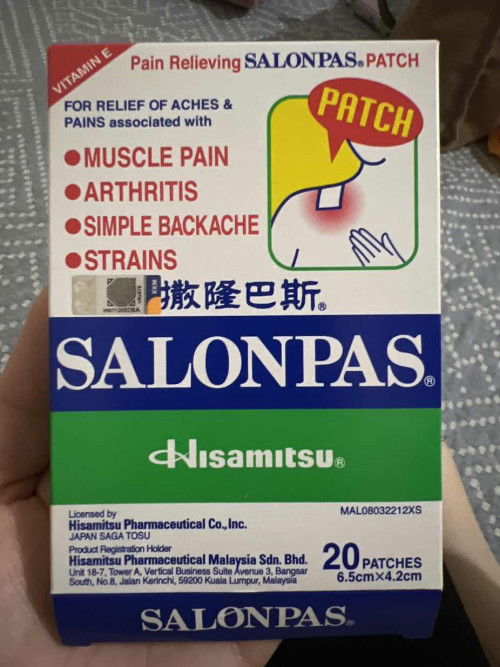 VITAMIN E
Pain Relieving SALONPAS® PATCH
FOR RELIEF OF ACHES &
PAINS associated with
PATCH
● MUSCLE PAIN
● ARTHRITIS
● SIMPLE BACKACHE
● STRAINS
撒隆巴斯®
SALONPAS®
Hisamitsu®
Licensed by
Hisamitsu Pharmaceutical Co., Inc.
JAPAN SAGA TOSU
MAL08032212XS
Product Registration Holder
Hisamitsu Pharmaceutical Malaysia Sdn. Bhd.
Unit 18-7, Tower A, Vertical Business Suite Avenue 3, Bangsar
South, No.8, Jalan Kerinchi, 59200 Kuala Lumpur, Malaysia
20 PATCHES
6.5cm×4.2cm
SALONPAS®